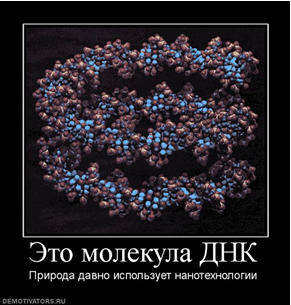 Это молекула ДНК
Природа давно использует нанотехнологии
DEMOTIVATORS.RU